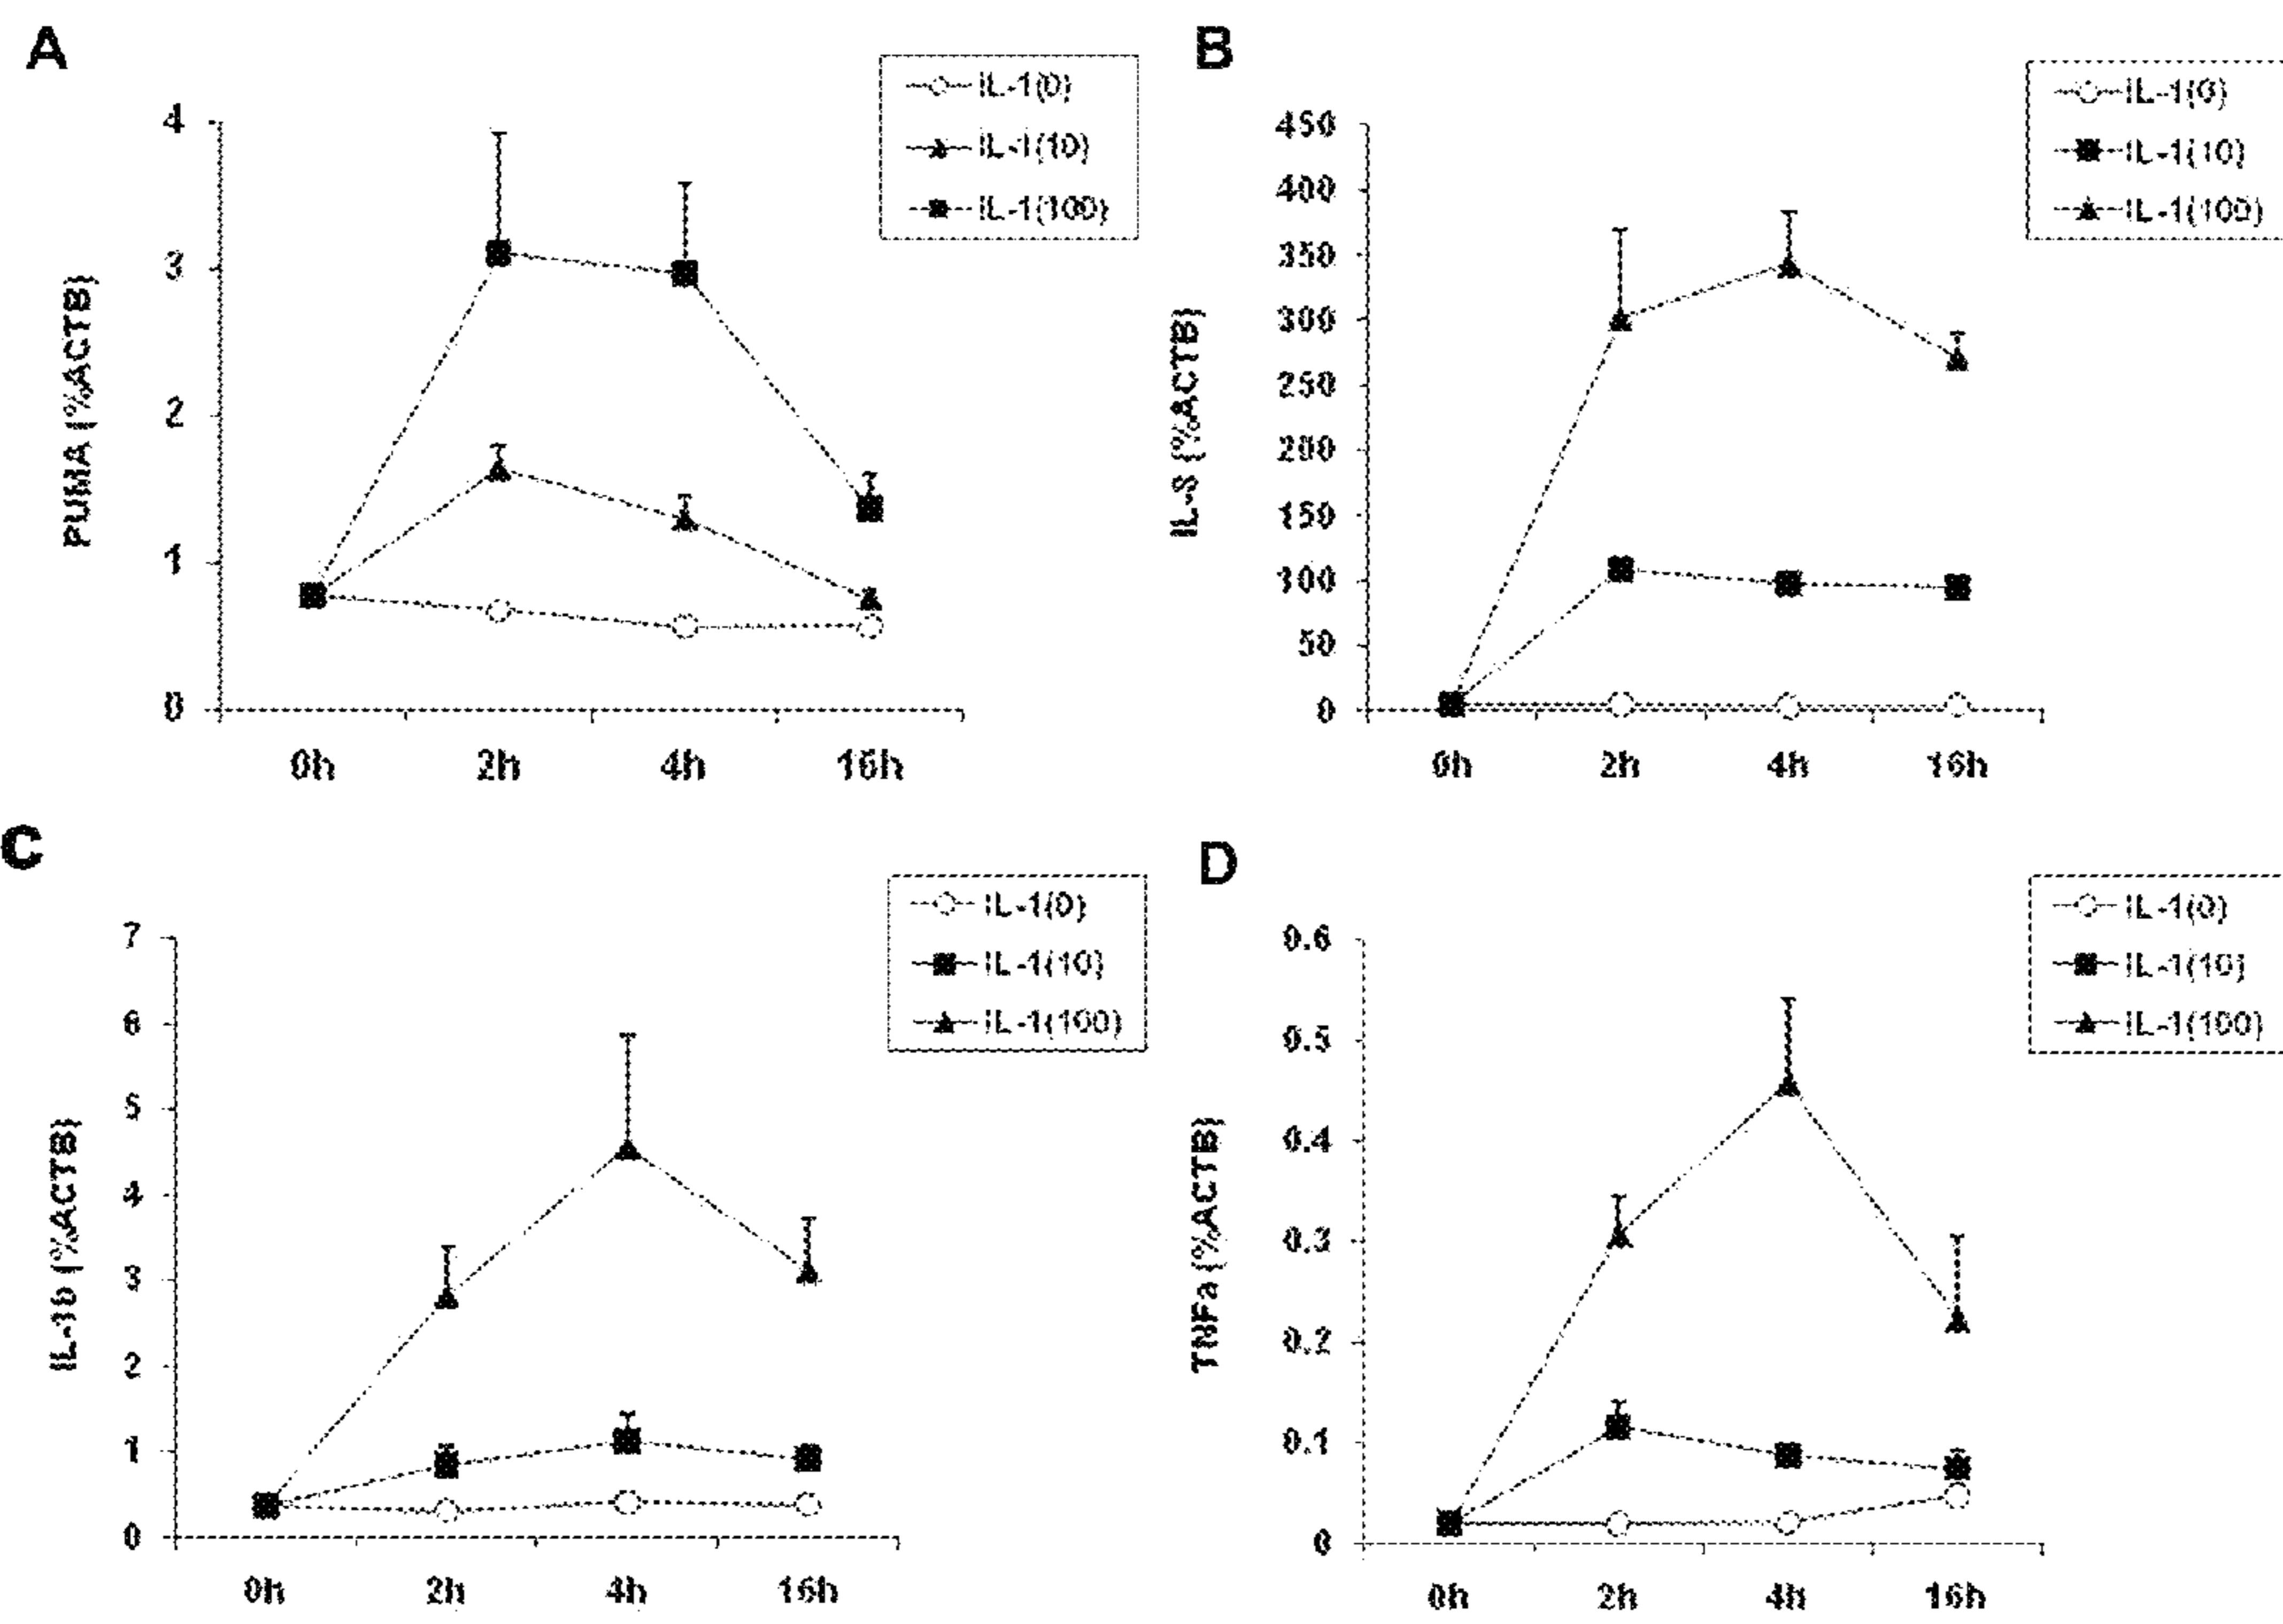 A
IL-1(0)
IL-1(10)
IL-1(100)
4
3
2
1
0
PUMA (%ACTB)
0h 2h 4h 16h
B
IL-1(0)
IL-1(10)
IL-1(100)
450
400
350
300
250
200
150
100
50
0
IL-8 (%ACTB)
0h 2h 4h 16h
C
IL-1(0)
IL-1(10)
IL-1(100)
7
6
5
4
3
2
1
0
IL-1b (%ACTB)
0h 2h 4h 16h
D
IL-1(0)
IL-1(10)
IL-1(100)
0.6
0.5
0.4
0.3
0.2
0.1
0
TNFa (%ACTB)
0h 2h 4h 16h